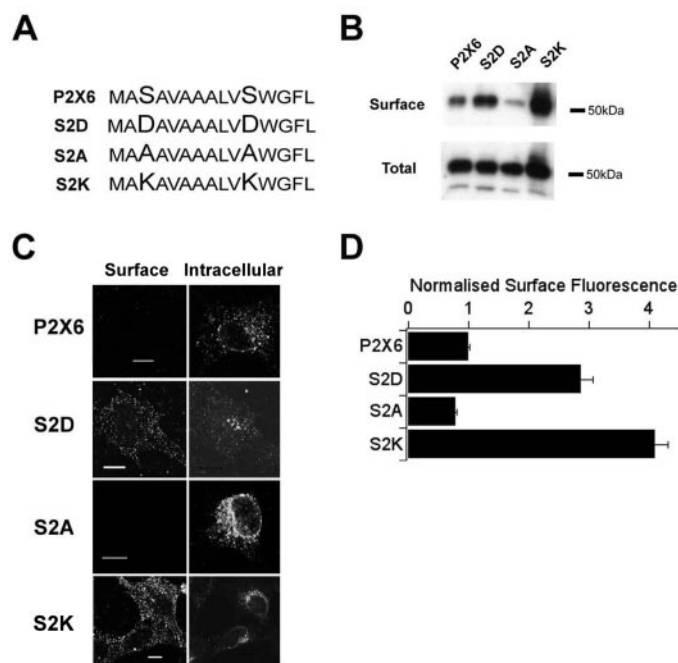 A
P2X6 MASAVAAALVSWGFL
S2D MADAVAAALVDWGFL
S2A MAAAVAAALVAWGFL
S2K MAKAVAAALVKWGFL
B
P2X6 S2D S2A S2K
Surface 50kDa
Total 50kDa
C
Surface Intracellular
P2X6
S2D
S2A
S2K
D
Normalised Surface Fluorescence
0 1 2 3 4
P2X6
S2D
S2A
S2K